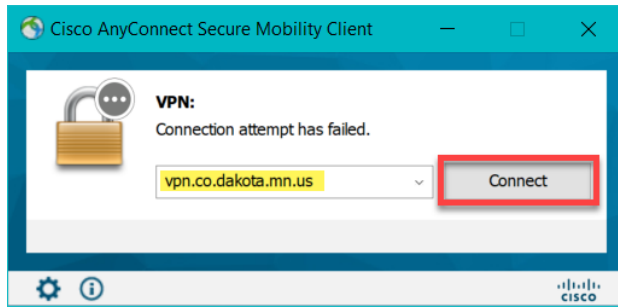 Cisco AnyConnect Secure Mobility Client
VPN:
Connection attempt has failed.
vpn.co.dakota.mn.us
Connect
cisco